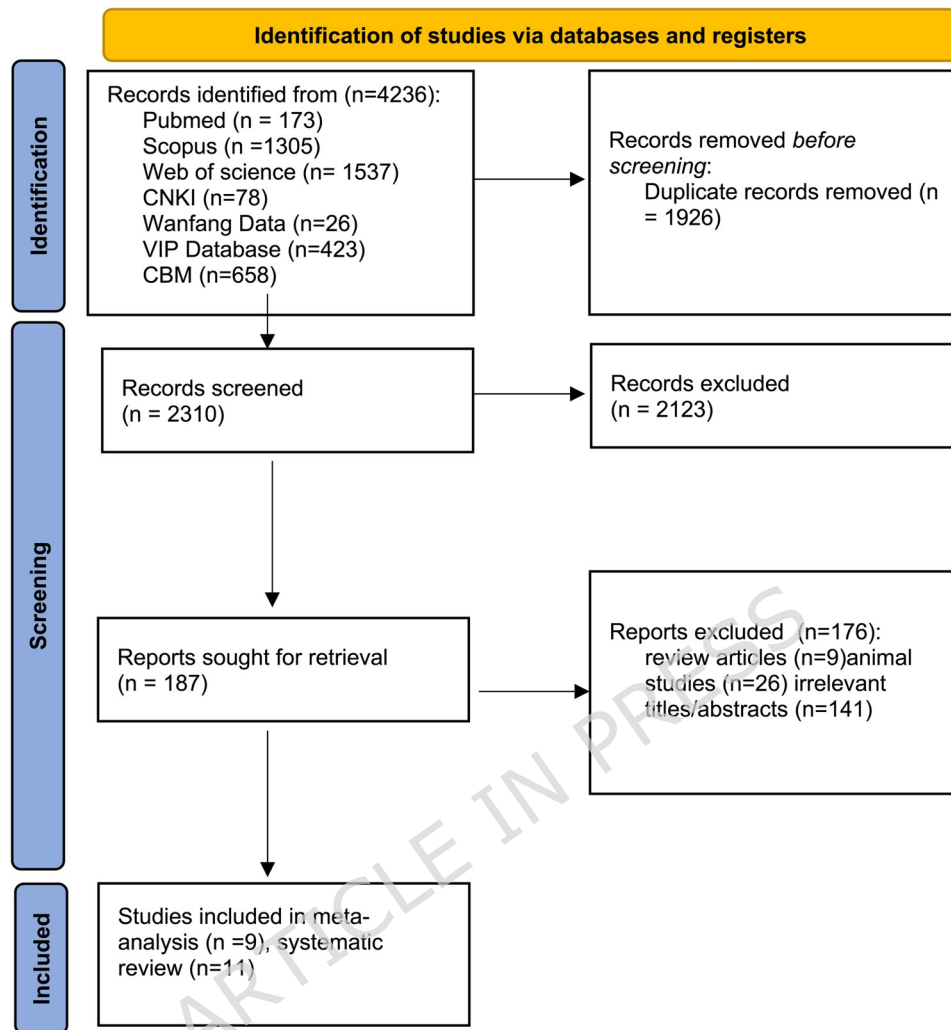 Identification of studies via databases and registers
Identification
Records identified from (n=4236):
Pubmed (n = 173)
Scopus (n =1305)
Web of science (n= 1537)
CNKI (n=78)
Wanfang Data (n=26)
VIP Database (n=423)
CBM (n=658)
Records removed before
screening:
Duplicate records removed (n
= 1926)
Screening
Records screened
(n = 2310)
Records excluded
(n = 2123)
Reports sought for retrieval
(n = 187)
Reports excluded (n=176):
review articles (n=9)animal
studies (n=26) irrelevant
titles/abstracts (n=141)
Included
Studies included in meta-
analysis (n =9), systematic
review (n=11)
ARTICLE IN PRESS